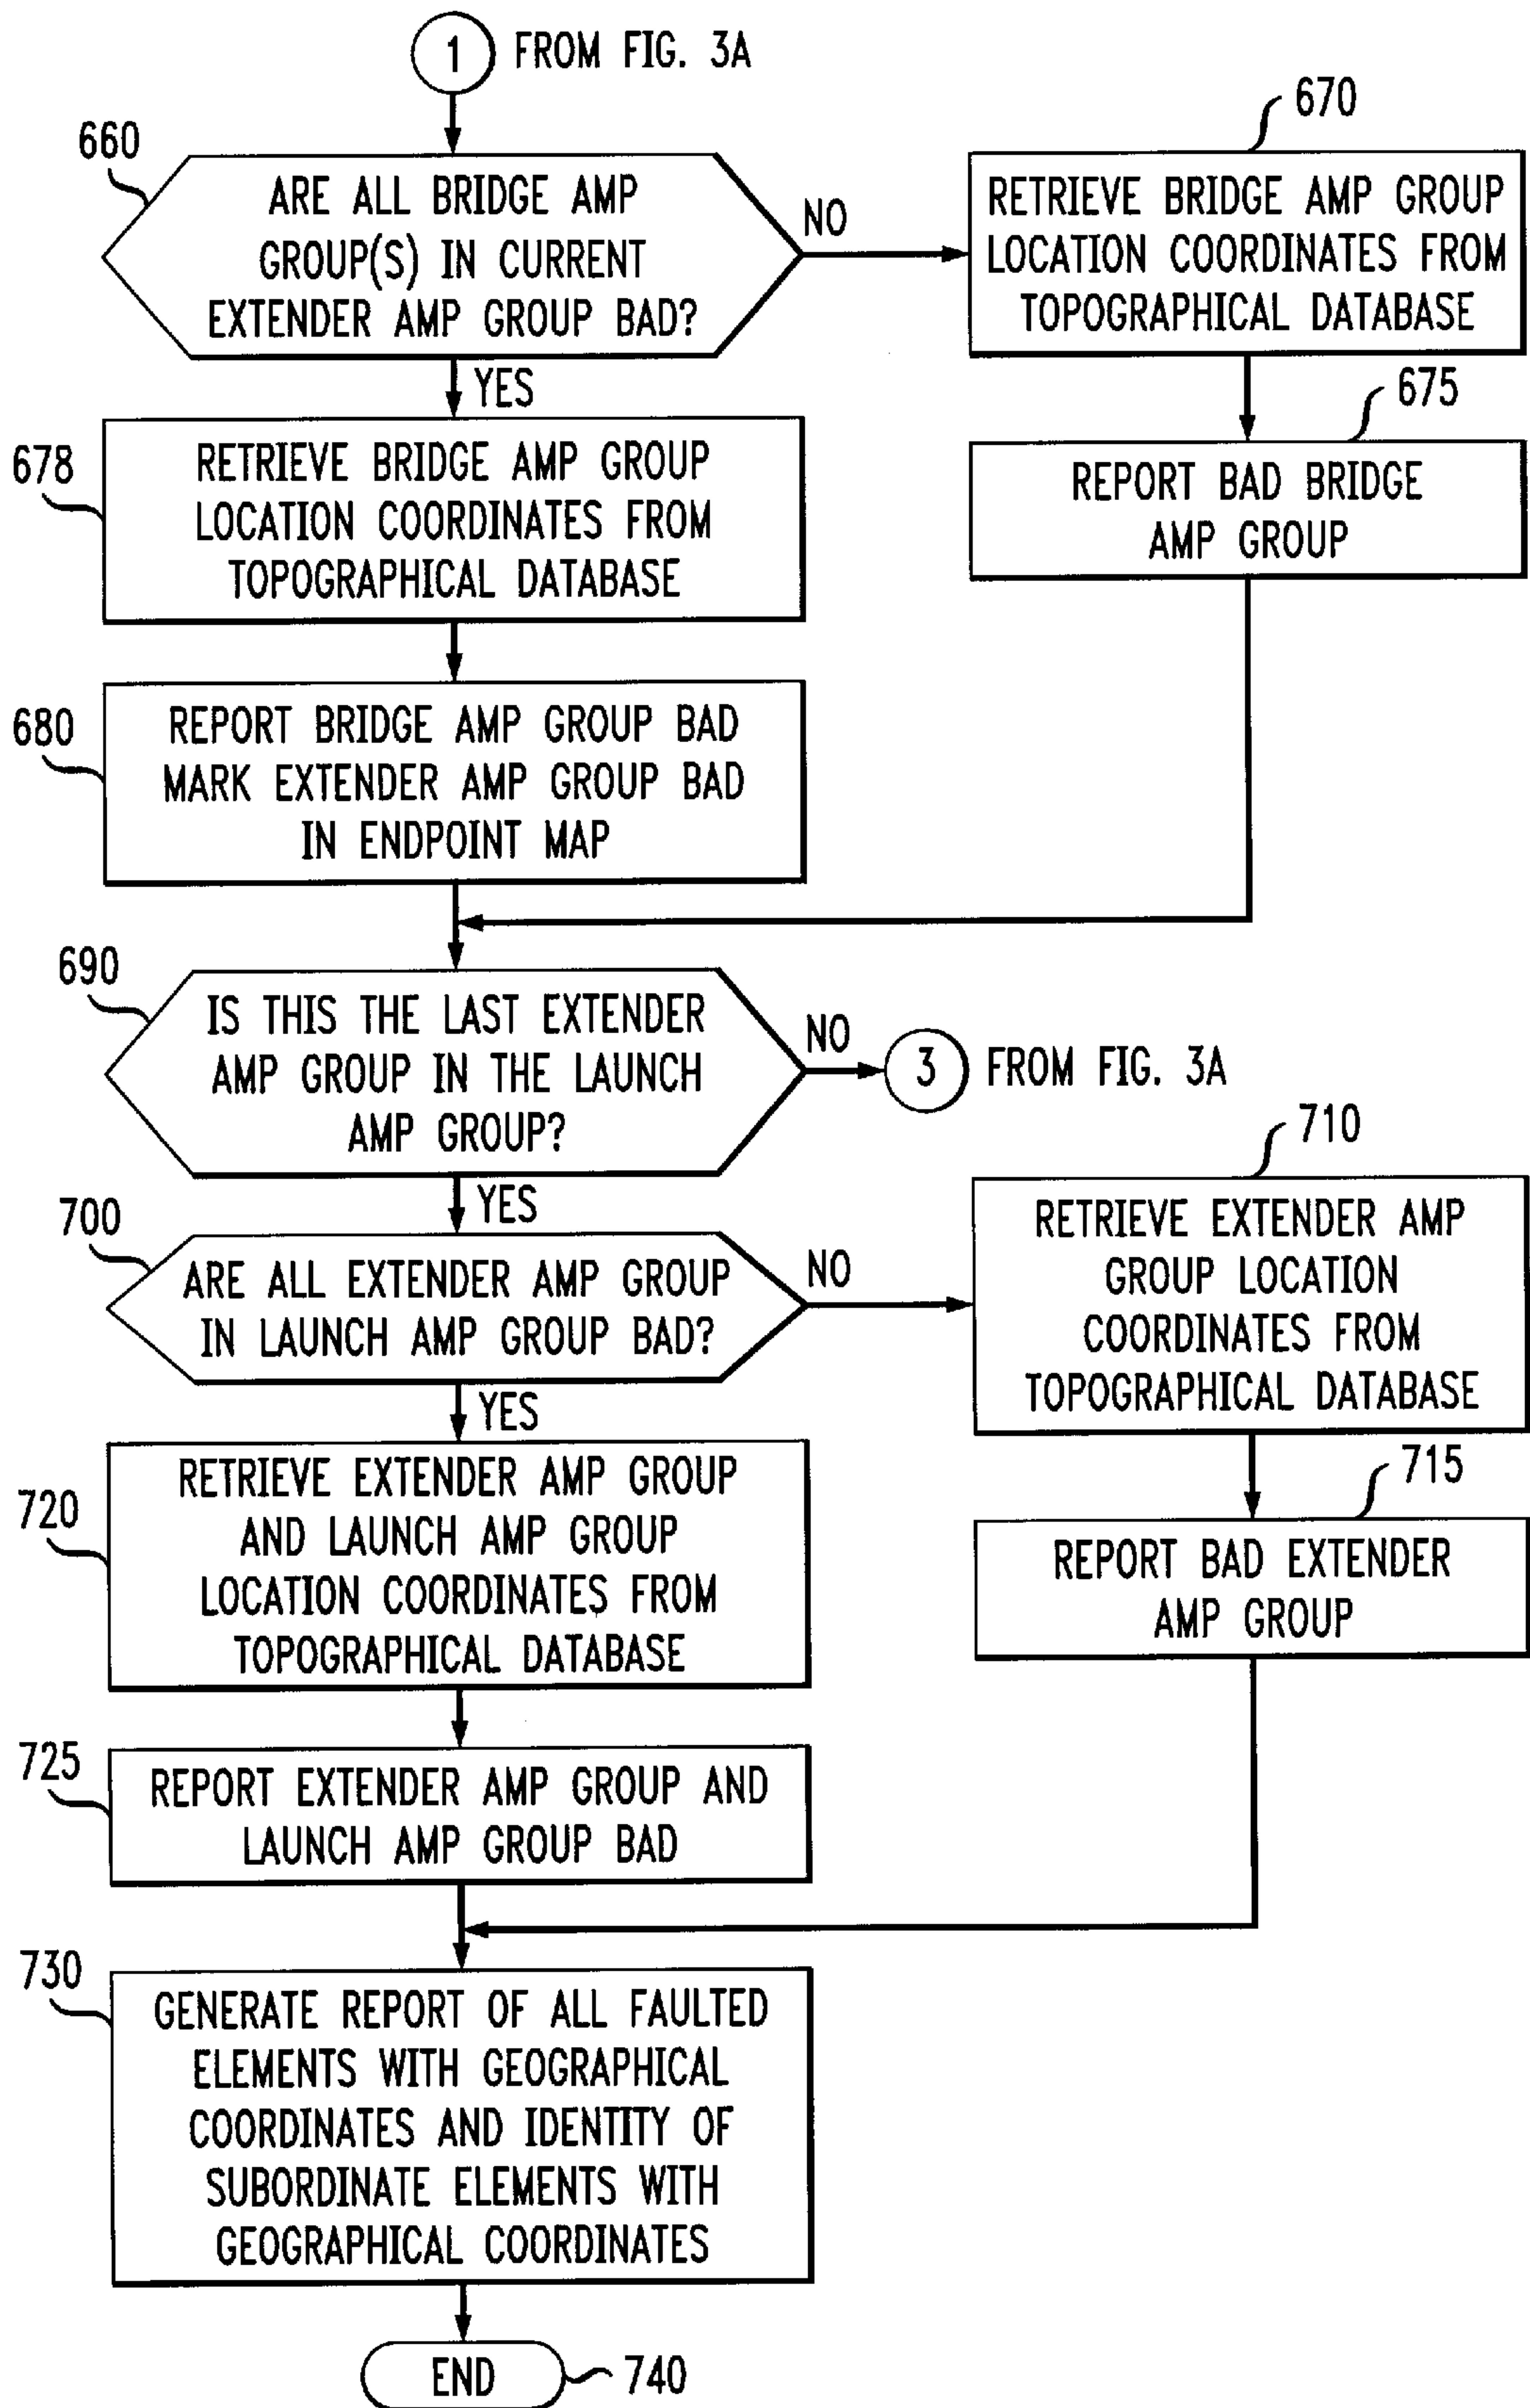 1 FROM FIG. 3A
660
ARE ALL BRIDGE AMP
GROUP(S) IN CURRENT
EXTENDER AMP GROUP BAD?
NO
670
RETRIEVE BRIDGE AMP GROUP
LOCATION COORDINATES FROM
TOPOGRAPHICAL DATABASE
YES
675
REPORT BAD BRIDGE
AMP GROUP
678
RETRIEVE BRIDGE AMP GROUP
LOCATION COORDINATES FROM
TOPOGRAPHICAL DATABASE
680
REPORT BRIDGE AMP GROUP BAD
MARK EXTENDER AMP GROUP BAD
IN ENDPOINT MAP
690
IS THIS THE LAST EXTENDER
AMP GROUP IN THE LAUNCH
AMP GROUP?
NO
3 FROM FIG. 3A
YES
700
ARE ALL EXTENDER AMP GROUP
IN LAUNCH AMP GROUP BAD?
NO
710
RETRIEVE EXTENDER AMP
GROUP LOCATION
COORDINATES FROM
TOPOGRAPHICAL DATABASE
YES
715
REPORT BAD EXTENDER
AMP GROUP
720
RETRIEVE EXTENDER AMP GROUP
AND LAUNCH AMP GROUP
LOCATION COORDINATES FROM
TOPOGRAPHICAL DATABASE
725
REPORT EXTENDER AMP GROUP AND
LAUNCH AMP GROUP BAD
730
GENERATE REPORT OF ALL FAULTED
ELEMENTS WITH GEOGRAPHICAL
COORDINATES AND IDENTITY OF
SUBORDINATE ELEMENTS WITH
GEOGRAPHICAL COORDINATES
END
740